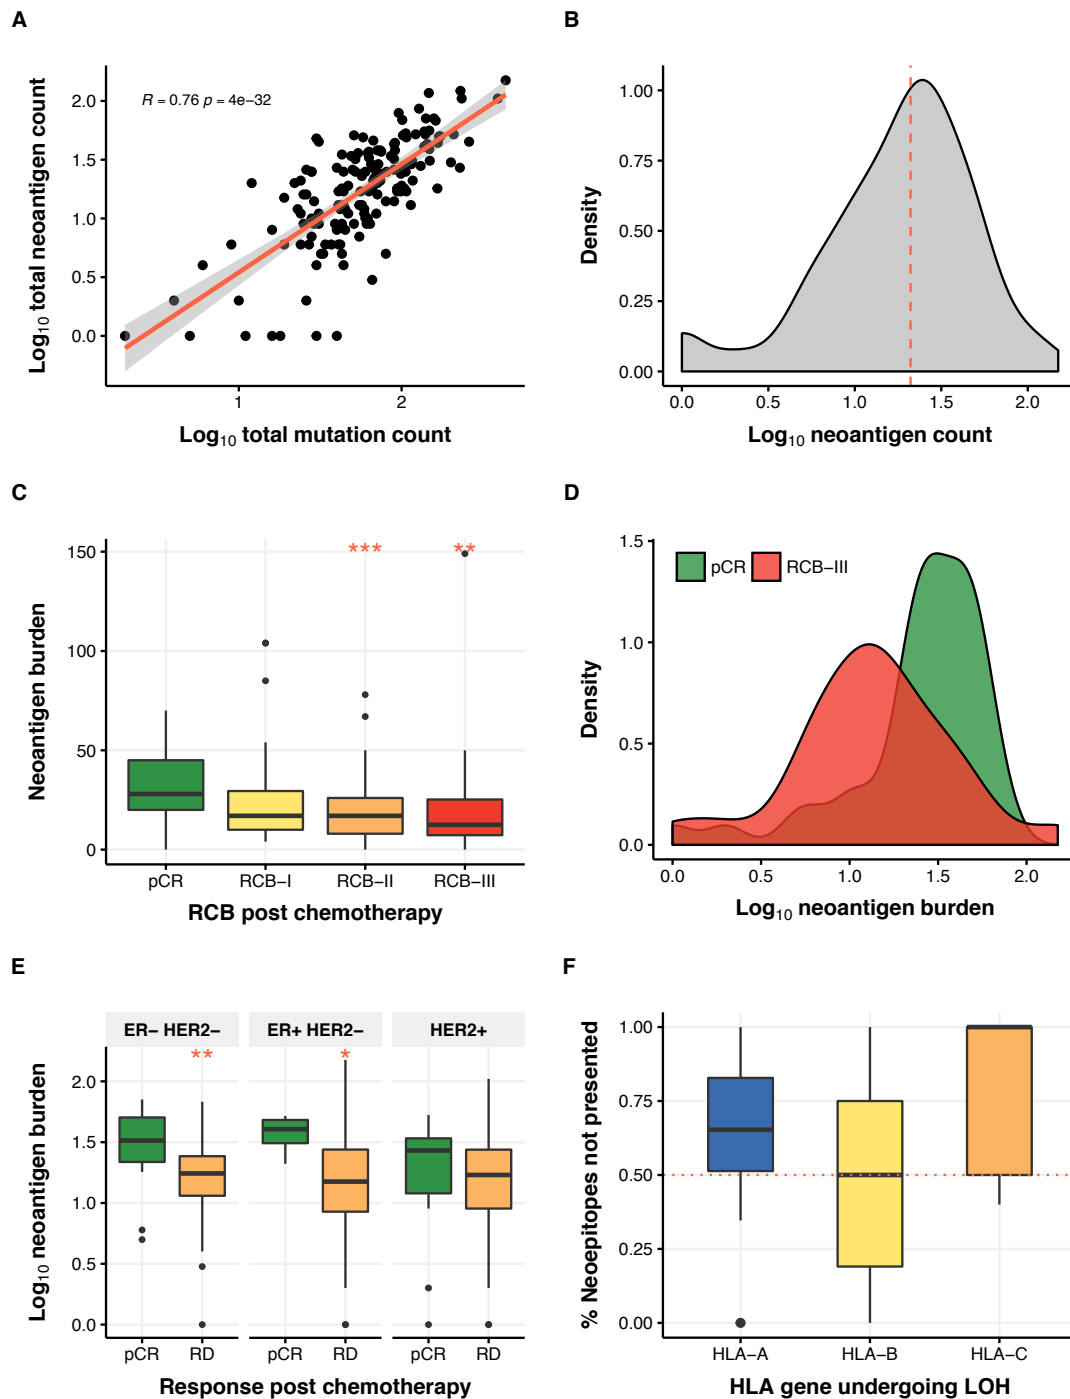 A
R = 0.76 p = 4e−32
Log10 total neoantigen count
2.0
1.5
1.0
0.5
0.0
1
2
Log10 total mutation count
B
Density
1.00
0.75
0.50
0.25
0.00
0.0
0.5
1.0
1.5
2.0
Log10 neoantigen count
C
Neoantigen burden
150
100
50
0
***
**
pCR
RCB−I
RCB−II
RCB−III
RCB post chemotherapy
D
Density
1.5
1.0
0.5
0.0
pCR
RCB−III
0.0
0.5
1.0
1.5
2.0
Log10 neoantigen burden
E
ER− HER2−
ER+ HER2−
HER2+
**
*
Log10 neoantigen burden
2.0
1.5
1.0
0.5
0.0
pCR
RD
pCR
RD
pCR
RD
Response post chemotherapy
F
% Neoepitopes not presented
1.00
0.75
0.50
0.25
0.00
HLA−A
HLA−B
HLA−C
HLA gene undergoing LOH